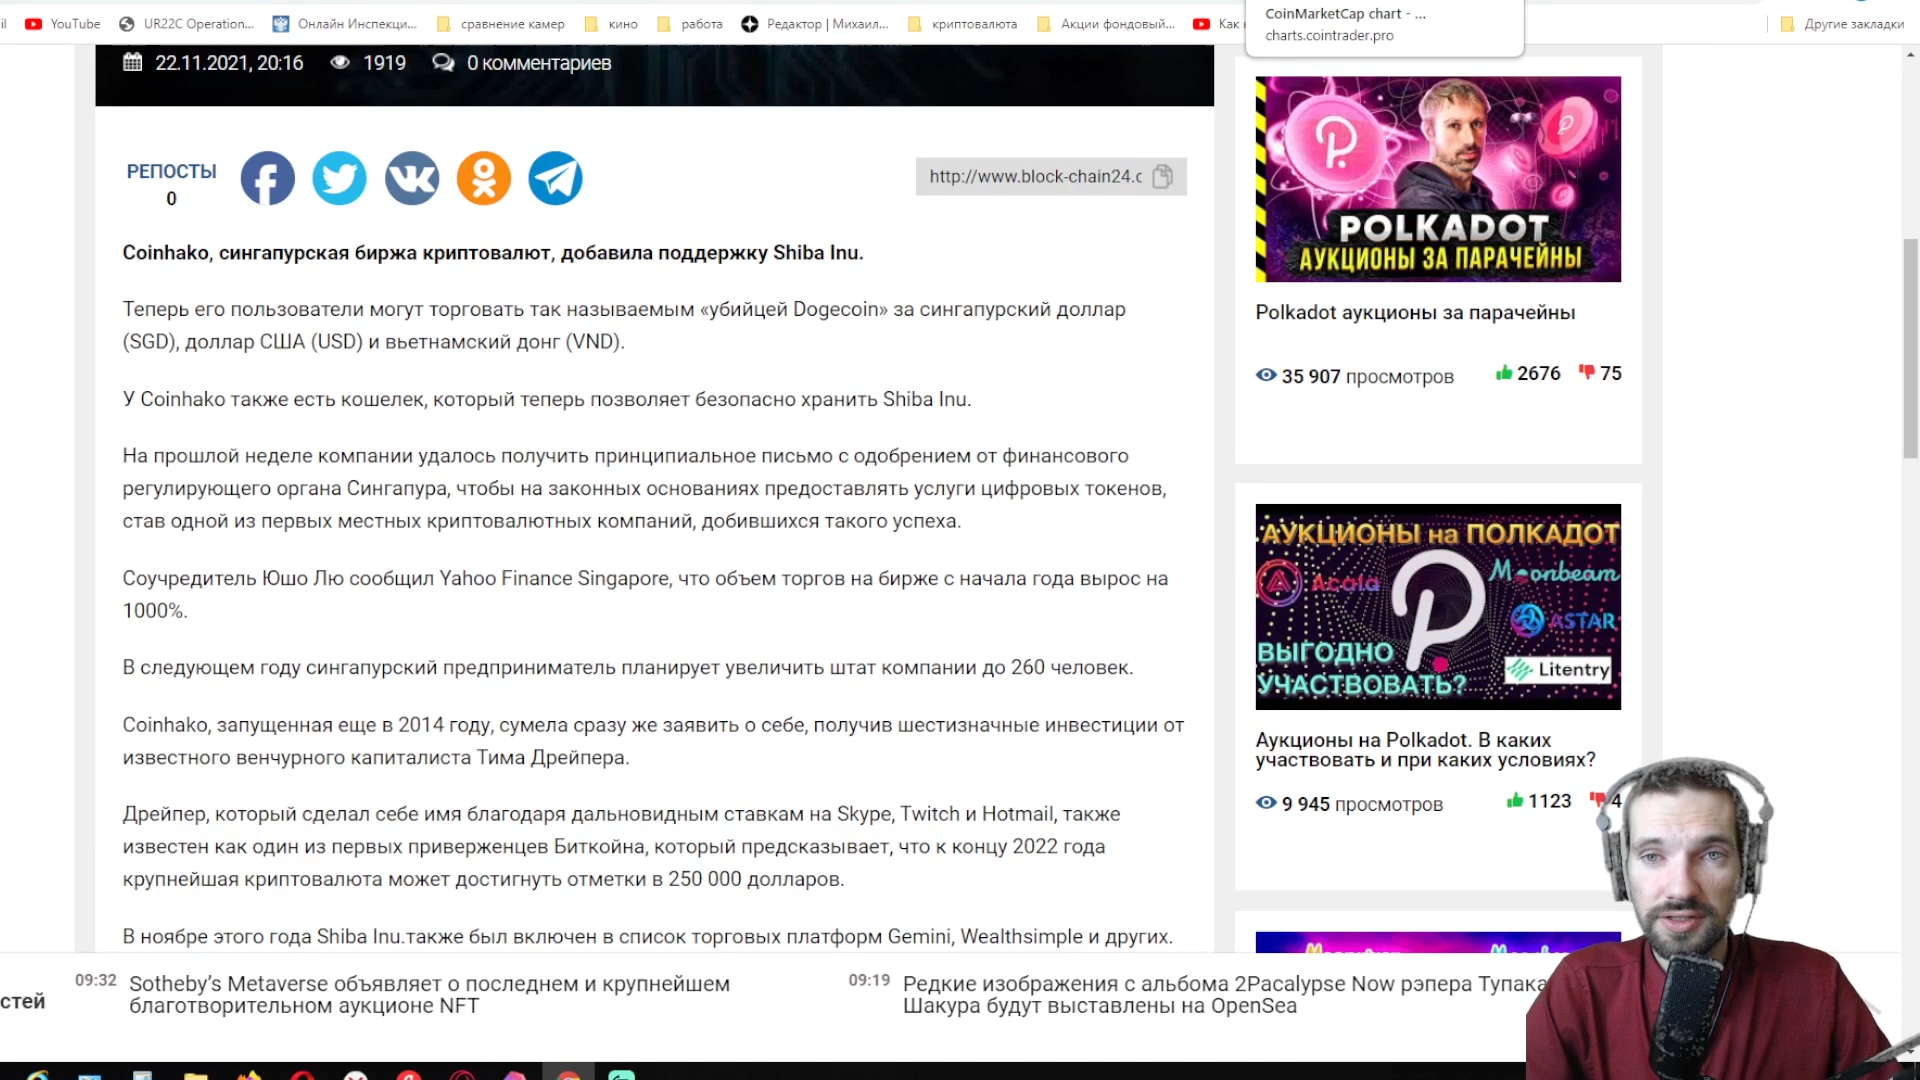 il
YouTube
UR22C Operation...
Онлайн Инспекци...
сравнение камер
кино
работа
Редактор | Михаил...
криптовалюта
Акции фондовый...
Как
CoinMarketCap chart - ...
charts.cointrader.pro
Другие закладки
22.11.2021, 20:16
1919
0 комментариев
РЕПОСТЫ
0
http://www.block-chain24.c
Coinhako, сингапурская биржа криптовалют, добавила поддержку Shiba Inu.
Теперь его пользователи могут торговать так называемым «убийцей Dogecoin» за сингапурский доллар
(SGD), доллар США (USD) и вьетнамский донг (VND).
У Coinhako также есть кошелек, который теперь позволяет безопасно хранить Shiba Inu.
На прошлой неделе компании удалось получить принципиальное письмо с одобрением от финансового
регулирующего органа Сингапура, чтобы на законных основаниях предоставлять услуги цифровых токенов,
став одной из первых местных криптовалютных компаний, добившихся такого успеха.
Соучредитель Юшо Лю сообщил Yahoo Finance Singapore, что объем торгов на бирже с начала года вырос на
1000%.
В следующем году сингапурский предприниматель планирует увеличить штат компании до 260 человек.
Coinhako, запущенная еще в 2014 году, сумела сразу же заявить о себе, получив шестизначные инвестиции от
известного венчурного капиталиста Тима Дрейпера.
Дрейпер, который сделал себе имя благодаря дальновидным ставкам на Skype, Twitch и Hotmail, также
известен как один из первых приверженцев Биткойна, который предсказывает, что к концу 2022 года
крупнейшая криптовалюта может достигнуть отметки в 250 000 долларов.
В ноябре этого года Shiba Inu.также был включен в список торговых платформ Gemini, Wealthsimple и других.
POLKADOT
АУКЦИОНЫ ЗА ПАРАЧЕЙНЫ
Polkadot аукционы за парачейны
35 907 просмотров
2676
75
АУКЦИОНЫ на ПОЛКАДОТ
Acala
Moonbeam
ASTAR
ВЫГОДНО
УЧАСТВОВАТЬ?
Litentry
Аукционы на Polkadot. В каких
участвовать и при каких условиях?
9 945 просмотров
1123
4
стей
09:32
Sotheby's Metaverse объявляет о последнем и крупнейшем
благотворительном аукционе NFT
09:19
Редкие изображения с альбома 2Pacalypse Now рэпера Тупака
Шакура будут выставлены на OpenSea